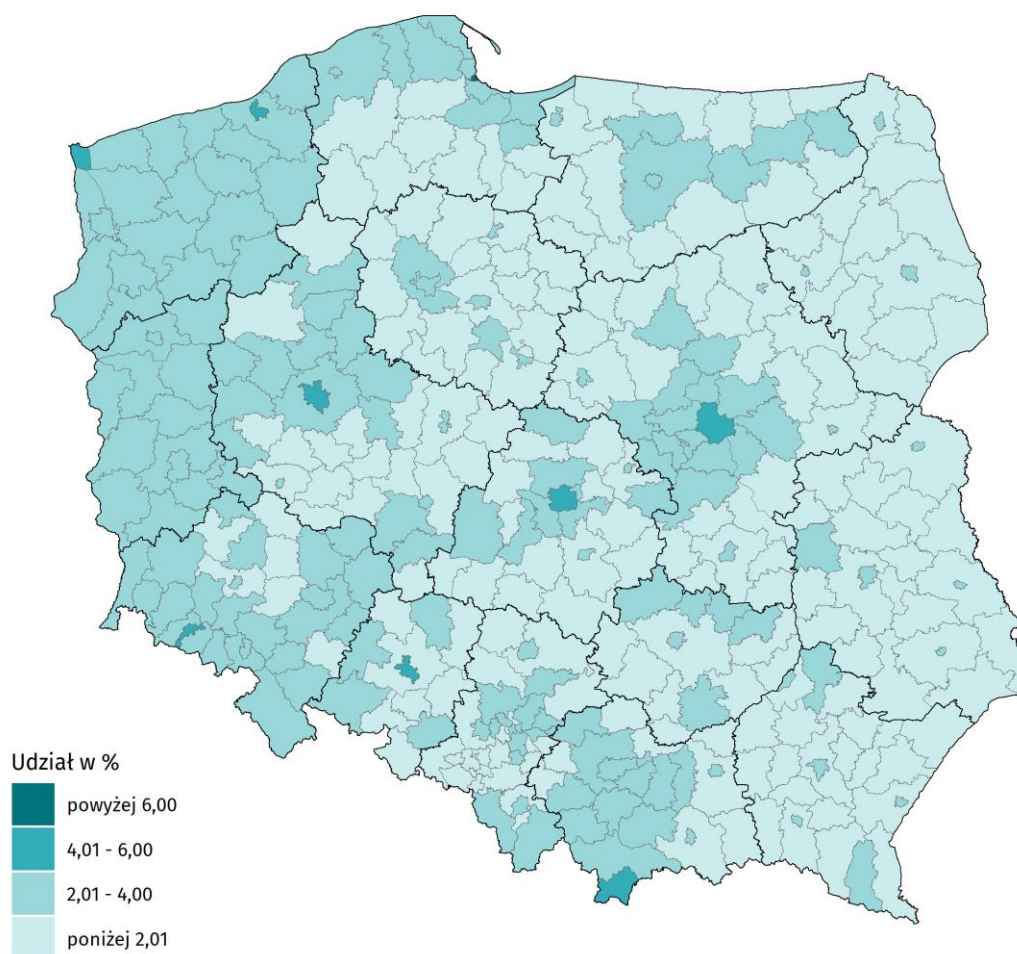 Udział w %
powyżej 6,00
4,01 - 6,00
2,01 - 4,00
poniżej 2,01